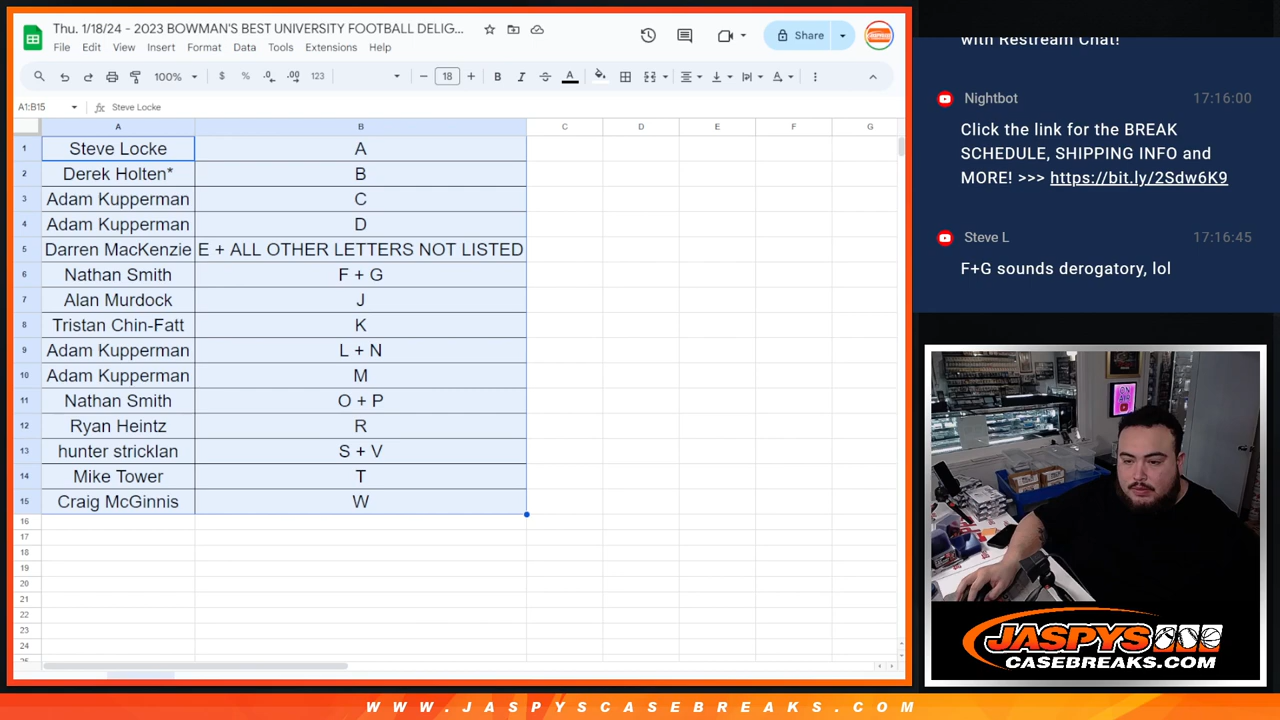 Thu. 1/18/24 - 2023 BOWMAN'S BEST UNIVERSITY FOOTBALL DELIG...
Share
File Edit View Insert Format Data Tools Extensions Help
100% $ % .0 .00 123 18 B I A
A1:B15 fx Steve Locke
A B C D E F G
1 Steve Locke A
2 Derek Holten* B
3 Adam Kupperman C
4 Adam Kupperman D
5 Darren MacKenzie E + ALL OTHER LETTERS NOT LISTED
6 Nathan Smith F + G
7 Alan Murdock J
8 Tristan Chin-Fatt K
9 Adam Kupperman L + N
10 Adam Kupperman M
11 Nathan Smith O + P
12 Ryan Heintz R
13 hunter stricklan S + V
14 Mike Tower T
15 Craig McGinnis W
16
17
18
19
20
21
22
23
24
with Restream Chat!
Nightbot 17:16:00
Click the link for the BREAK
SCHEDULE, SHIPPING INFO and
MORE! >>> https://bit.ly/2Sdw6K9
Steve L 17:16:45
F+G sounds derogatory, lol
ON
AIR
JASPYS
CASEBREAKS.COM
WWW.JASPYSCASEBREAKS.COM